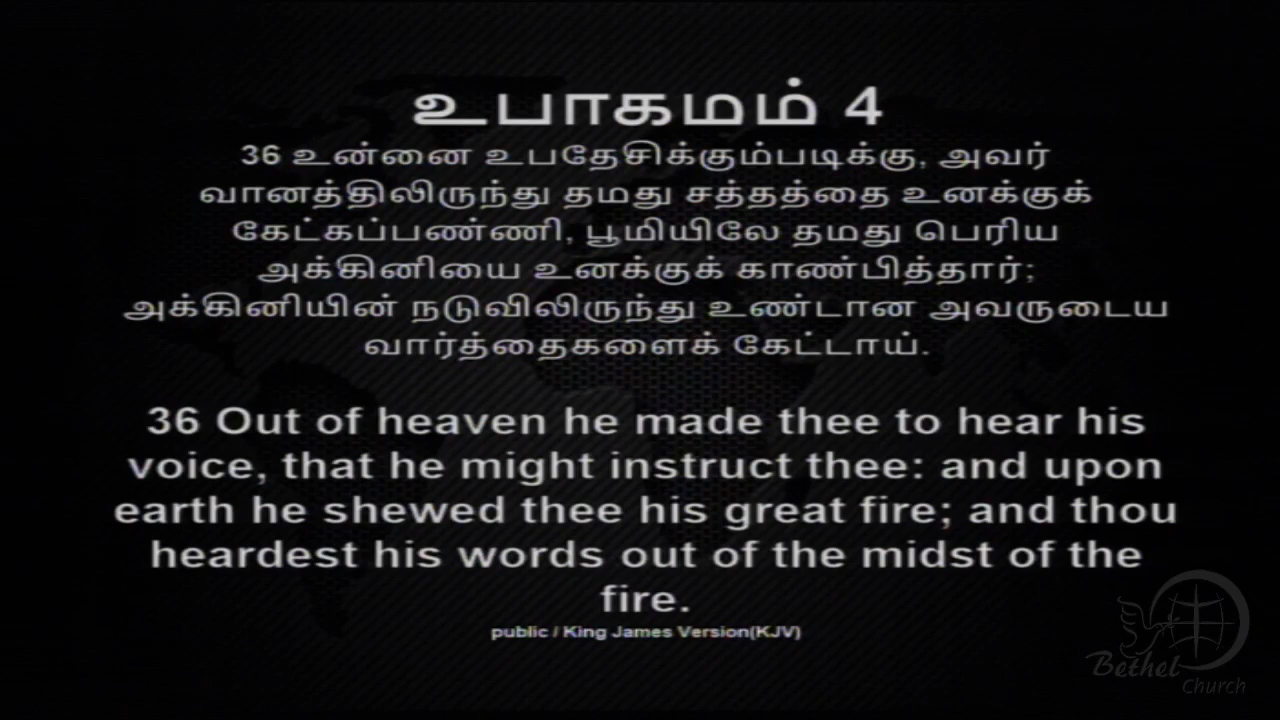 உபாகமம் 4
36 உன்னை உபதேசிக்கும்படிக்கு, அவர்
வானத்திலிருந்து தமது சத்தத்தை உனக்குக்
கேட்கப்பண்ணி, பூமியிலே தமது பெரிய
அக்கினியை உனக்குக் காண்பித்தார்;
அக்கினியின் நடுவிலிருந்து உண்டான அவருடைய
வார்த்தைகளைக் கேட்டாய்.
36 Out of heaven he made thee to hear his
voice, that he might instruct thee: and upon
earth he shewed thee his great fire; and thou
heardest his words out of the midst of the
fire.
public / King James Version(KJV)
Bethel
Church